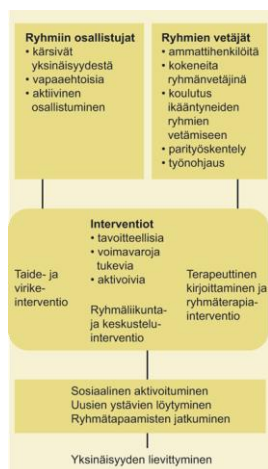 Ryhmiin osallistujat
• kärsivät
yksinäisyydestä
• vapaaehtoisia
• aktiivinen
osallistuminen
Ryhmien vetäjät
• ammattihenkilöitä
• kokeneita
ryhmänvetäjinä
• koulutus
ikääntyneiden
ryhmien
vetämiseen
• parityöskentely
• työnohjaus
Interventiot
• tavoitteellisia
• voimavaroja
tukevia
• aktivoivia
Taide- ja
virike-
interventio
Ryhmäliikunta-
ja keskustelu-
interventio
Terapeuttinen
kirjoittaminen ja
ryhmäterapia-
interventio
Sosiaalinen aktivoituminen
Uusien ystävien löytyminen
Ryhmätapaamisten jatkuminen
Yksinäisyyden lievittyminen